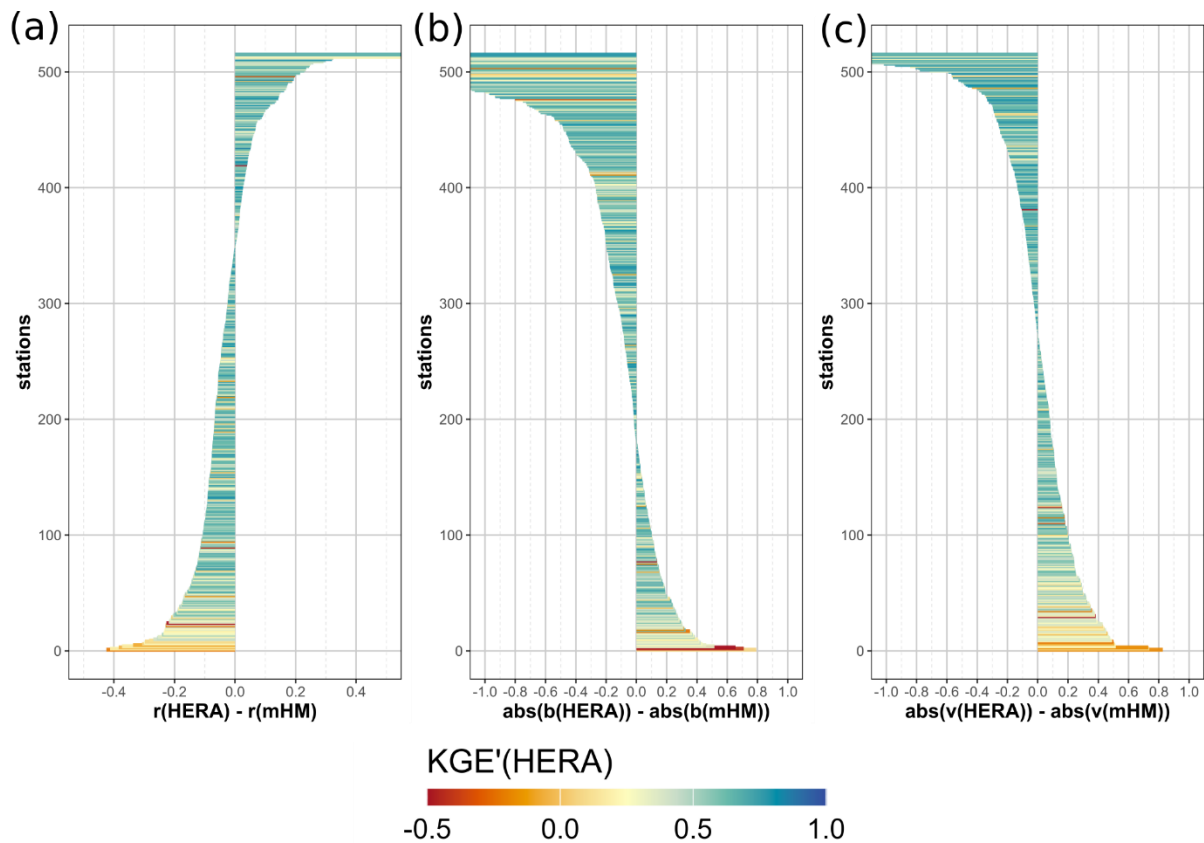 (a) (b) (c)
500
400
300
200
100
0
stations
-0.4 -0.2 0.0 0.2 0.4
r(HERA) - r(mHM)
500
400
300
200
100
0
stations
-1.0 -0.8 -0.6 -0.4 -0.2 0.0 0.2 0.4 0.6 0.8 1.0
abs(b(HERA)) - abs(b(mHM))
500
400
300
200
100
0
stations
-1.0 -0.8 -0.6 -0.4 -0.2 0.0 0.2 0.4 0.6 0.8 1.0
abs(v(HERA)) - abs(v(mHM))
KGE'(HERA)
-0.5 0.0 0.5 1.0